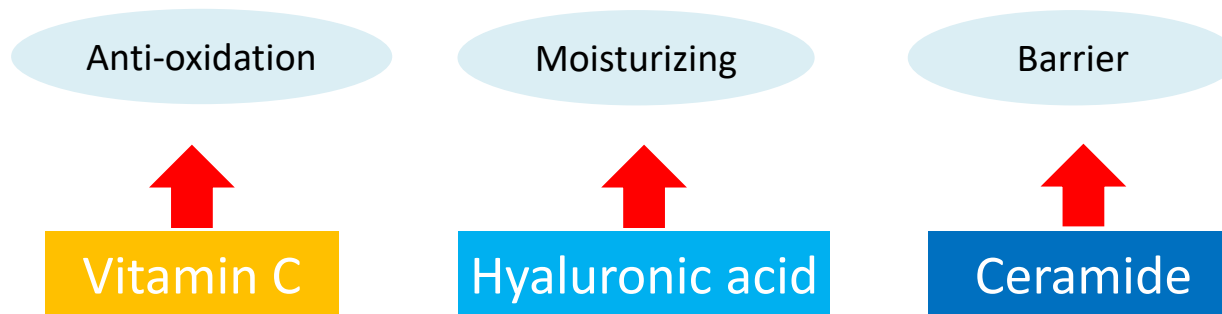 Anti-oxidation
Moisturizing
Barrier
Vitamin C
Hyaluronic acid
Ceramide